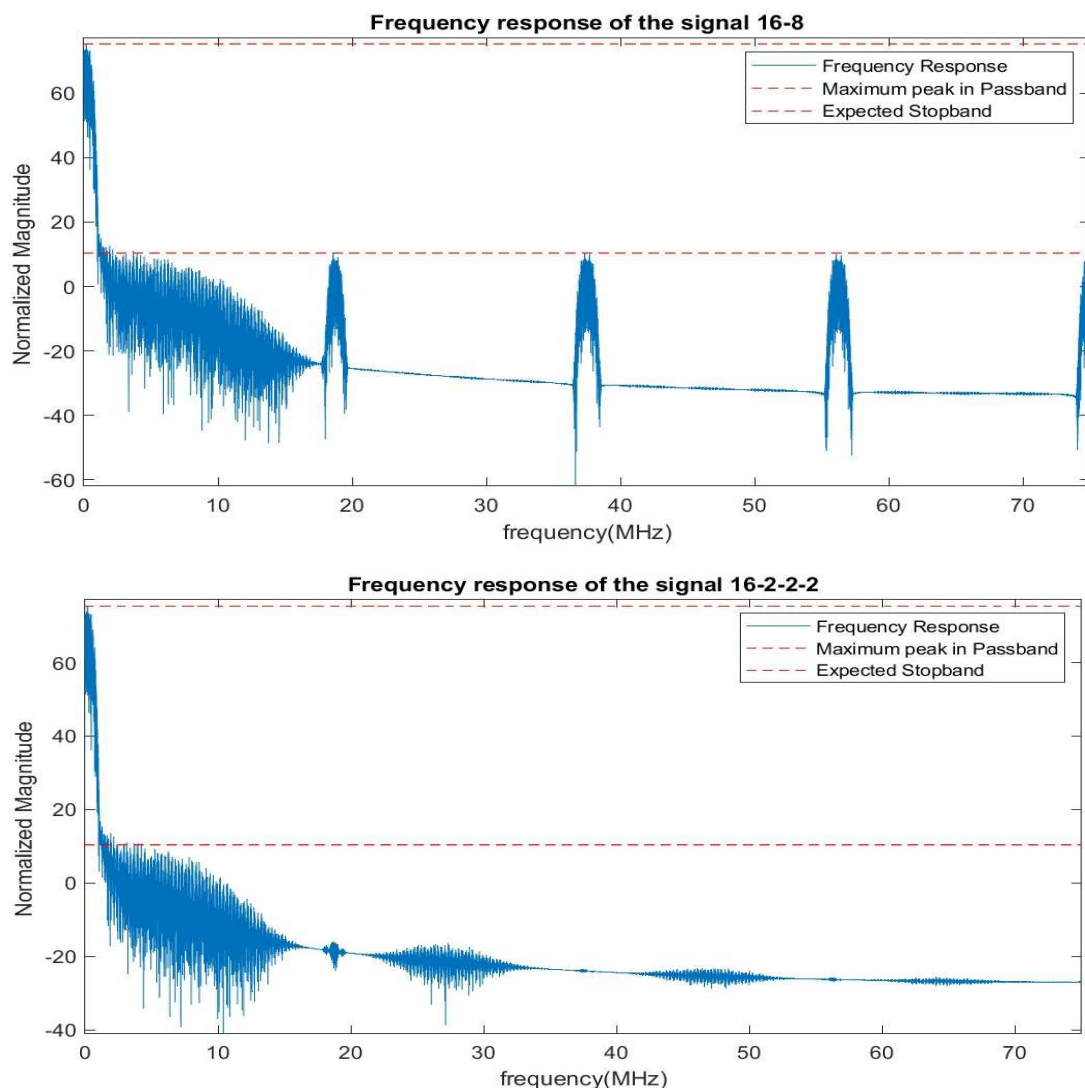 Frequency response of the signal 16-8
Frequency Response
Maximum peak in Passband
Expected Stopband
Normalized Magnitude
60
40
20
0
-20
-40
-60
0
10
20
30
40
50
60
70
frequency(MHz)
Frequency response of the signal 16-2-2-2
Frequency Response
Maximum peak in Passband
Expected Stopband
Normalized Magnitude
60
40
20
0
-20
-40
0
10
20
30
40
50
60
70
frequency(MHz)